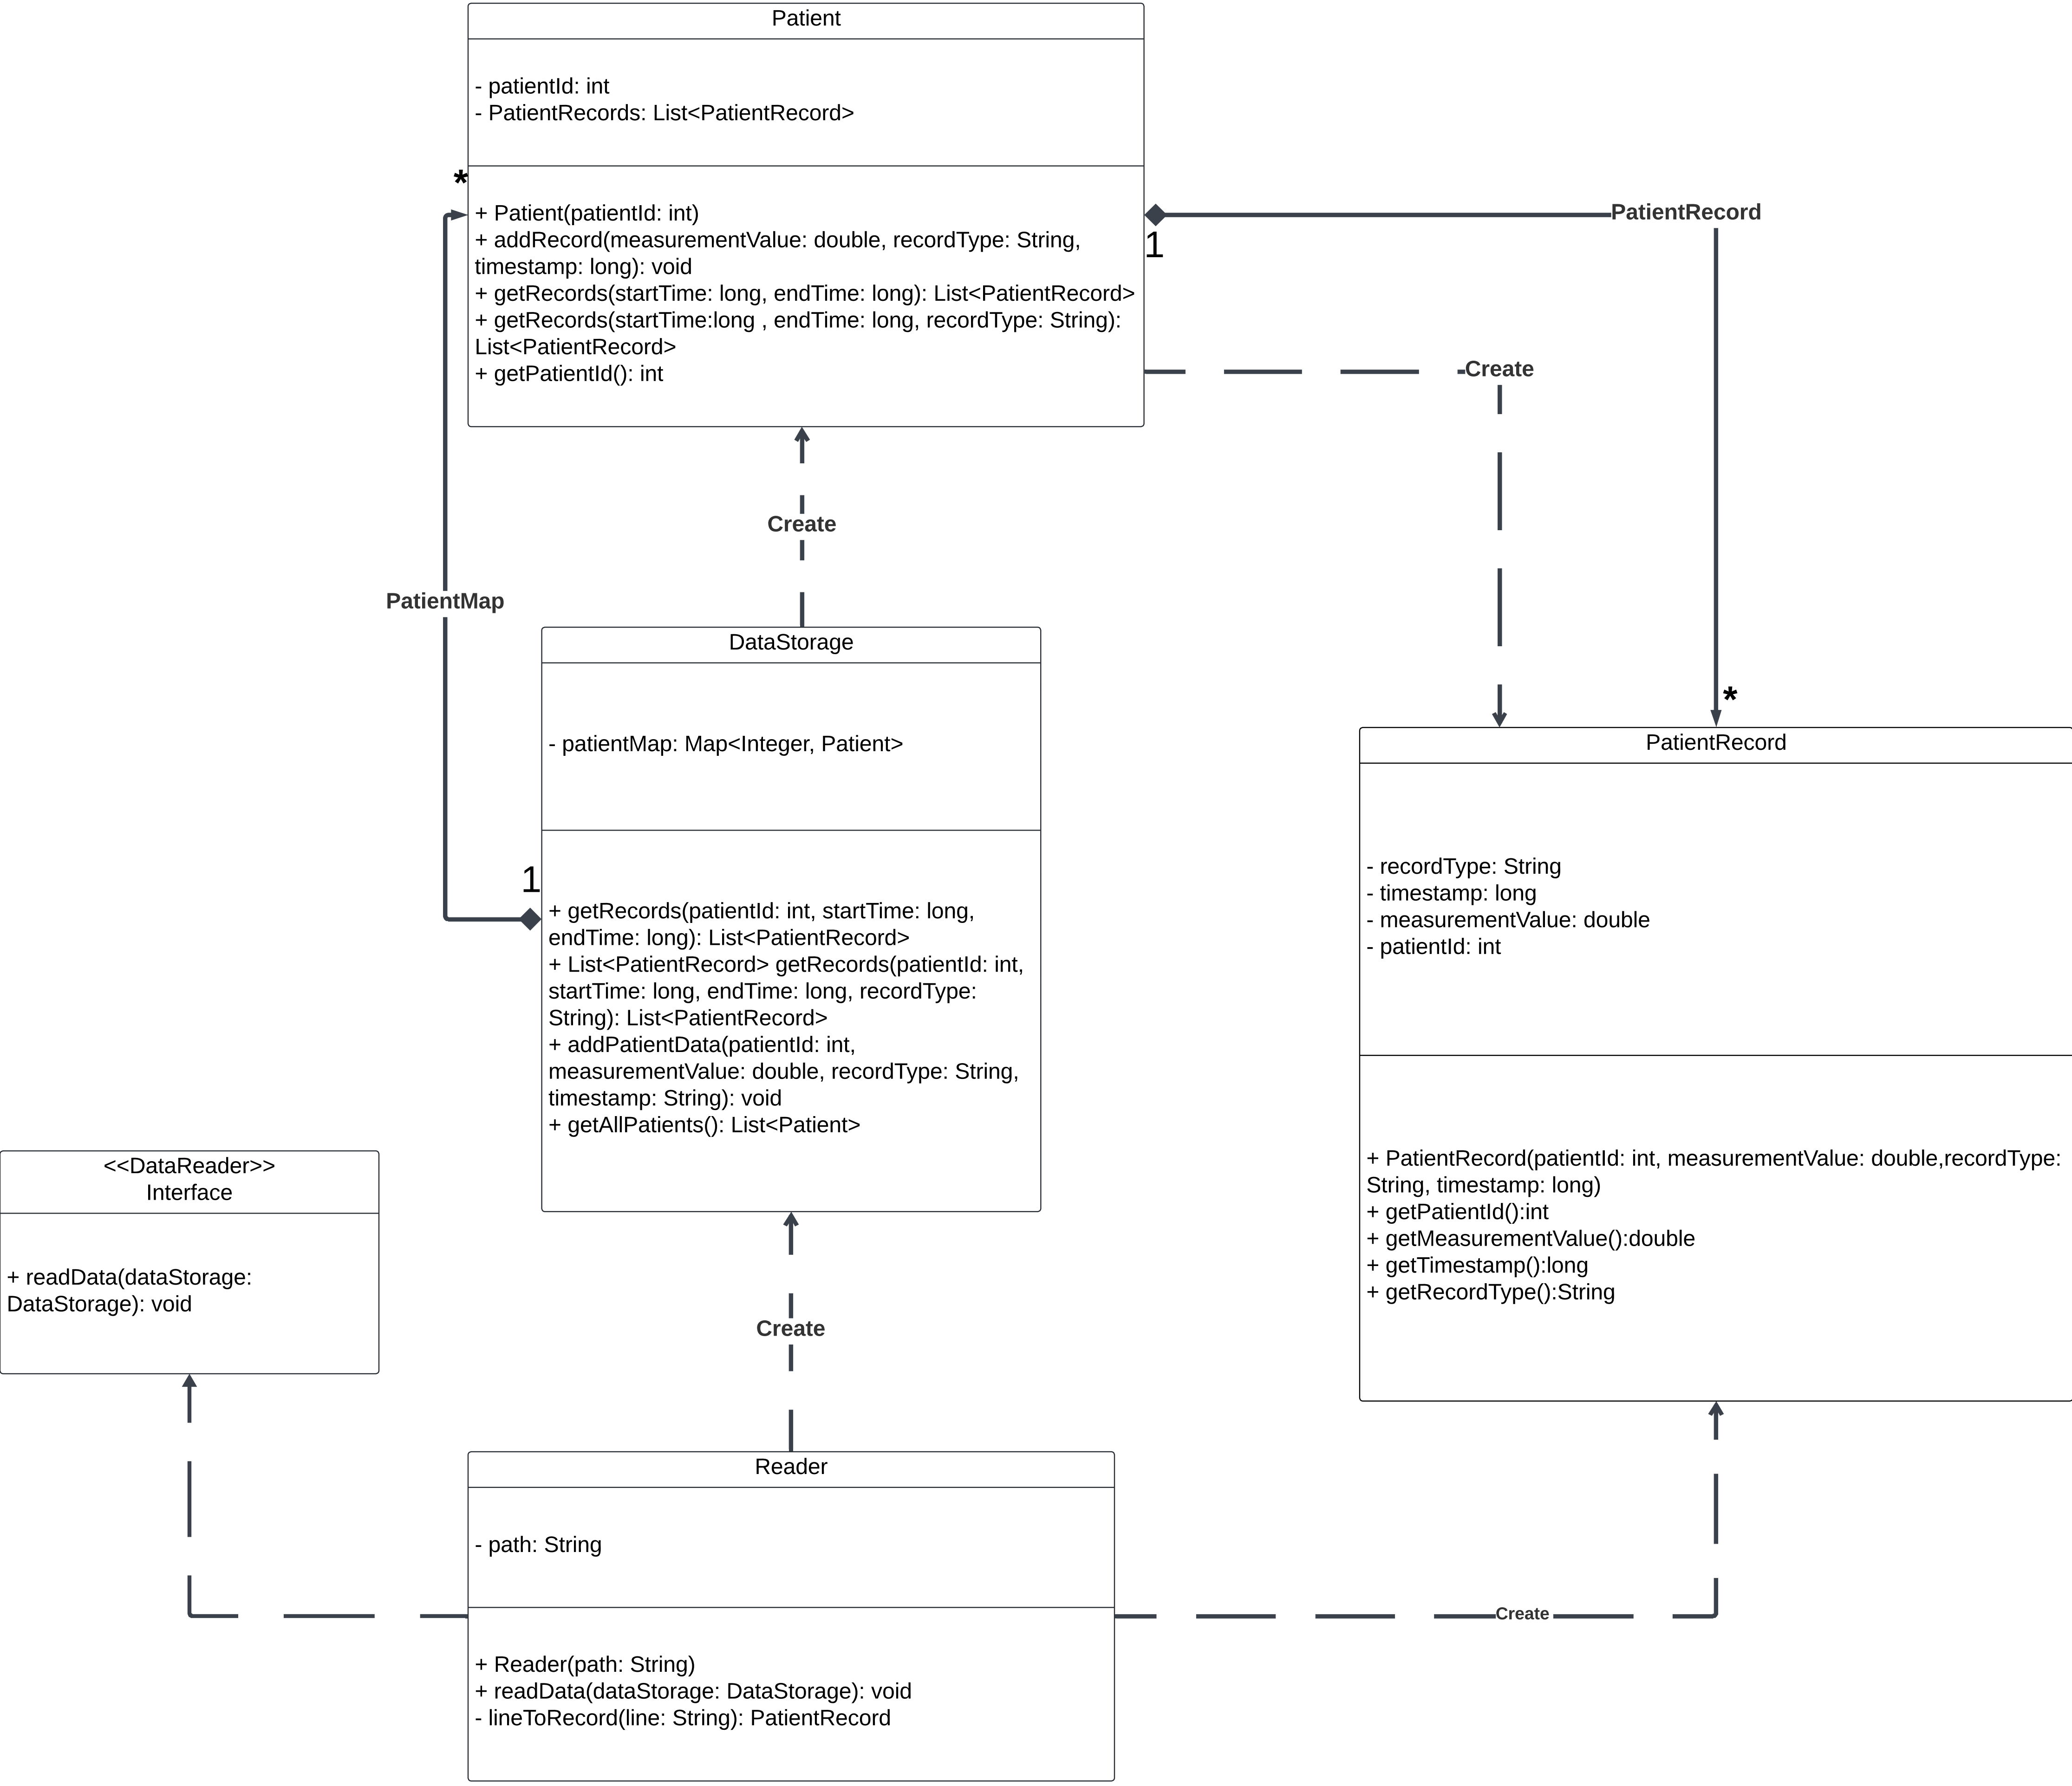 Patient
- patientId: int
- PatientRecords: List<PatientRecord>
*
+ Patient(patientId: int)
+ addRecord(measurementValue: double, recordType: String,
timestamp: long): void
+ getRecords(startTime: long, endTime: long): List<PatientRecord>
+ getRecords(startTime:long , endTime: long, recordType: String):
List<PatientRecord>
+ getPatientId(): int
PatientRecord
1
Create
Create
PatientMap
DataStorage
- patientMap: Map<Integer, Patient>
1
+ getRecords(patientId: int, startTime: long,
endTime: long): List<PatientRecord>
+ List<PatientRecord> getRecords(patientId: int,
startTime: long, endTime: long, recordType:
String): List<PatientRecord>
+ addPatientData(patientId: int,
measurementValue: double, recordType: String,
timestamp: String): void
+ getAllPatients(): List<Patient>
*
PatientRecord
- recordType: String
- timestamp: long
- measurementValue: double
- patientId: int
+ PatientRecord(patientId: int, measurementValue: double,recordType:
String, timestamp: long)
+ getPatientId():int
+ getMeasurementValue():double
+ getTimestamp():long
+ getRecordType():String
<<DataReader>>
Interface
+ readData(dataStorage:
DataStorage): void
Create
Reader
- path: String
+ Reader(path: String)
+ readData(dataStorage: DataStorage): void
- lineToRecord(line: String): PatientRecord
Create